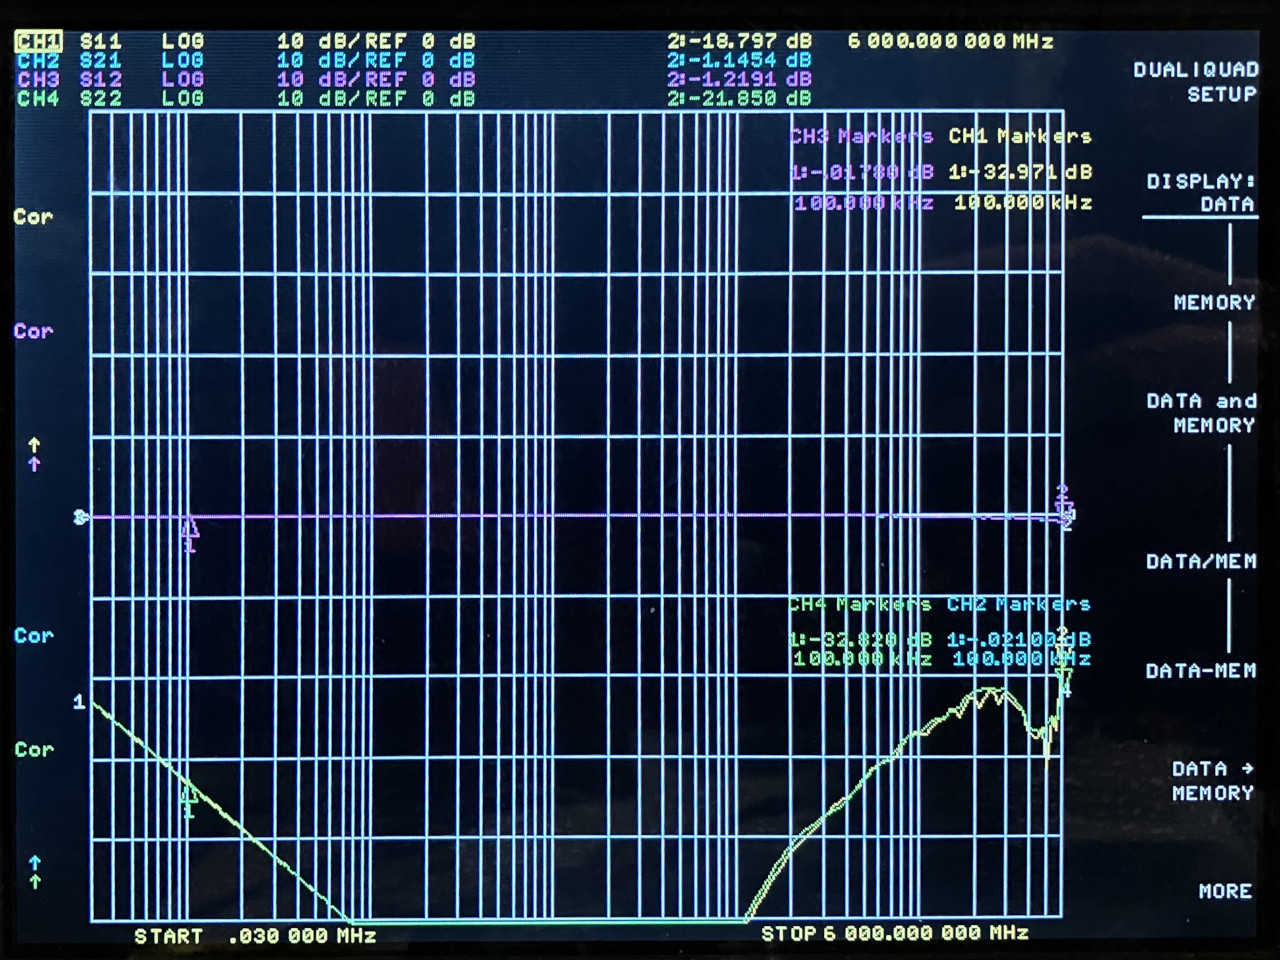 CH1 S11 LOG 10 dB/REF 0 dB 2:-18.797 dB 6 000.000 000 MHz
CH2 S21 LOG 10 dB/REF 0 dB 2:-1.1454 dB
CH3 S12 LOG 10 dB/REF 0 dB 2:-1.2191 dB
CH4 S22 LOG 10 dB/REF 0 dB 2:-21.850 dB
DUAL|QUAD
SETUP
CH3 Markers CH1 Markers
1:-.01780 dB 1:-32.971 dB
100.000 kHz 100.000 kHz
DISPLAY:
DATA
Cor
MEMORY
Cor
DATA and
MEMORY
↑
↑
2
1
2
DATA/MEM
CH4 Markers CH2 Markers
1:-32.820 dB 1:-.02100 dB
100.000 kHz 100.000 kHz
Cor
2
DATA-MEM
4
1
Cor
DATA →
MEMORY
1
↑
↑
MORE
START .030 000 MHz STOP 6 000.000 000 MHz